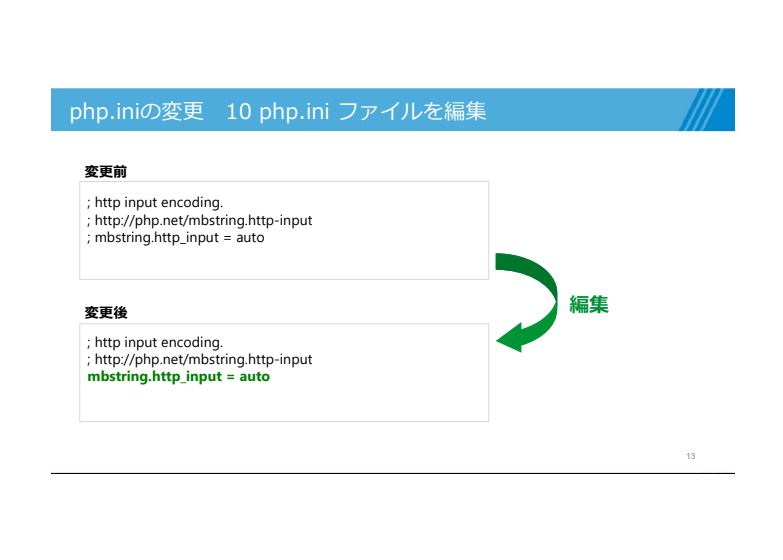 php.iniの変更　10 php.ini ファイルを編集
変更前
; http input encoding.
; http://php.net/mbstring.http-input
; mbstring.http_input = auto
編集
変更後
; http input encoding.
; http://php.net/mbstring.http-input
mbstring.http_input = auto
13